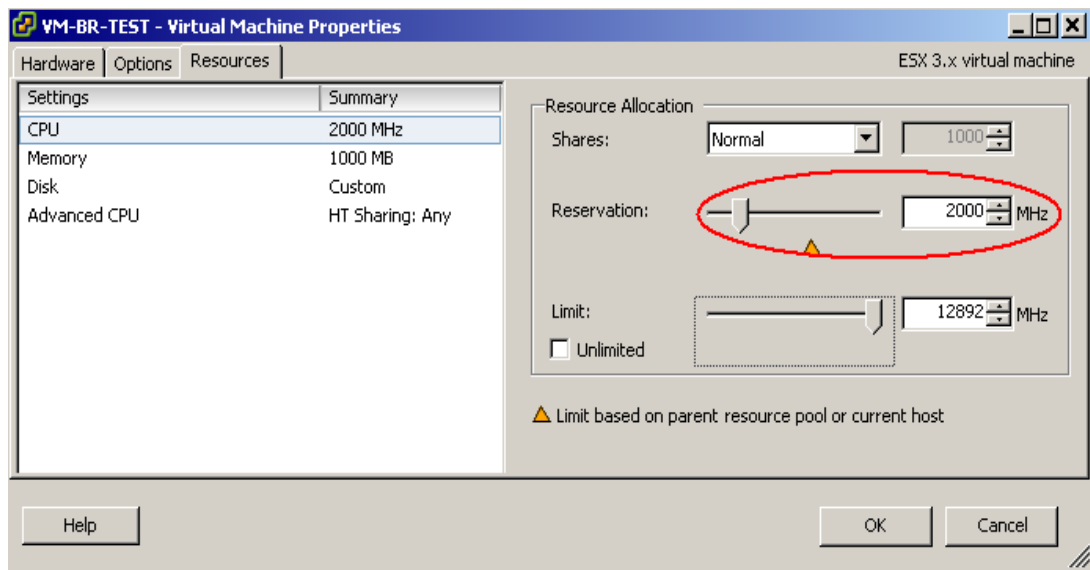 VM-BR-TEST - Virtual Machine Properties
Hardware Options Resources ESX 3.x virtual machine
Settings Summary
CPU 2000 MHz
Memory 1000 MB
Disk Custom
Advanced CPU HT Sharing: Any
Resource Allocation
Shares: Normal 1000
Reservation: 2000 MHz
Limit: 12892 MHz
Unlimited
Limit based on parent resource pool or current host
Help OK Cancel